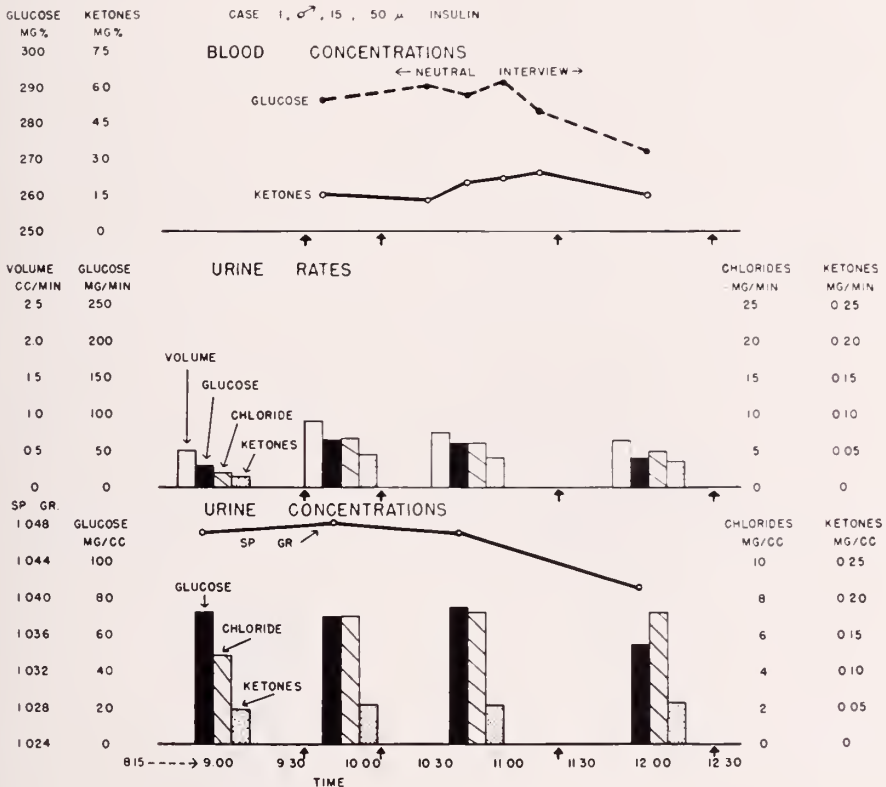 GLUCOSE KETONES CASE 1, ♂, 15, 50 μ INSULIN
MG% MG%
300 75 BLOOD CONCENTRATIONS
← NEUTRAL INTERVIEW →
290 60
GLUCOSE
280 45
270 30
260 15 KETONES
250 0
VOLUME GLUCOSE URINE RATES CHLORIDES KETONES
CC/MIN MG/MIN MG/MIN MG/MIN
2.5 250 25 0.25
2.0 200 20 0.20
VOLUME
1.5 150 15 0.15
GLUCOSE
1.0 100 CHLORIDE 10 0.10
KETONES
0.5 50 5 0.05
0 0 0 0
SP GR. URINE CONCENTRATIONS
1 048 GLUCOSE CHLORIDES KETONES
MG/CC SP GR MG/CC MG/CC
1 044 100 10 0.25
GLUCOSE
1 040 80 8 0.20
CHLORIDE
1 036 60 6 0.15
1 032 40 4 0.10
KETONES
1 028 20 2 0.05
1 024 0 0 0
8 15 ----→ 9.00 9 30 10 00 10 30 11 00 11 30 12 00 12 30
TIME